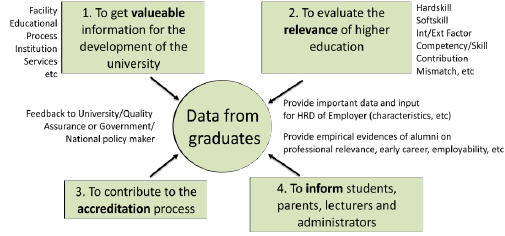 Facility
Educational
Process
Institution
Services
etc
1. To get valueable
information for the
development of the
university
2. To evaluate the
relevance of higher
education
Hardskill
Softskill
Int/Ext Factor
Competency/Skill
Contribution
Mismatch, etc
Feedback to University/Quality
Assurance or Government/
National policy maker
Data from
graduates
Provide important data and input
for HRD of Employer (characteristics, etc)
Provide empirical evidences of alumni on
professional relevance, early career, employability, etc
3. To contribute to the
accreditation process
4. To inform students,
parents, lecturers and
administrators